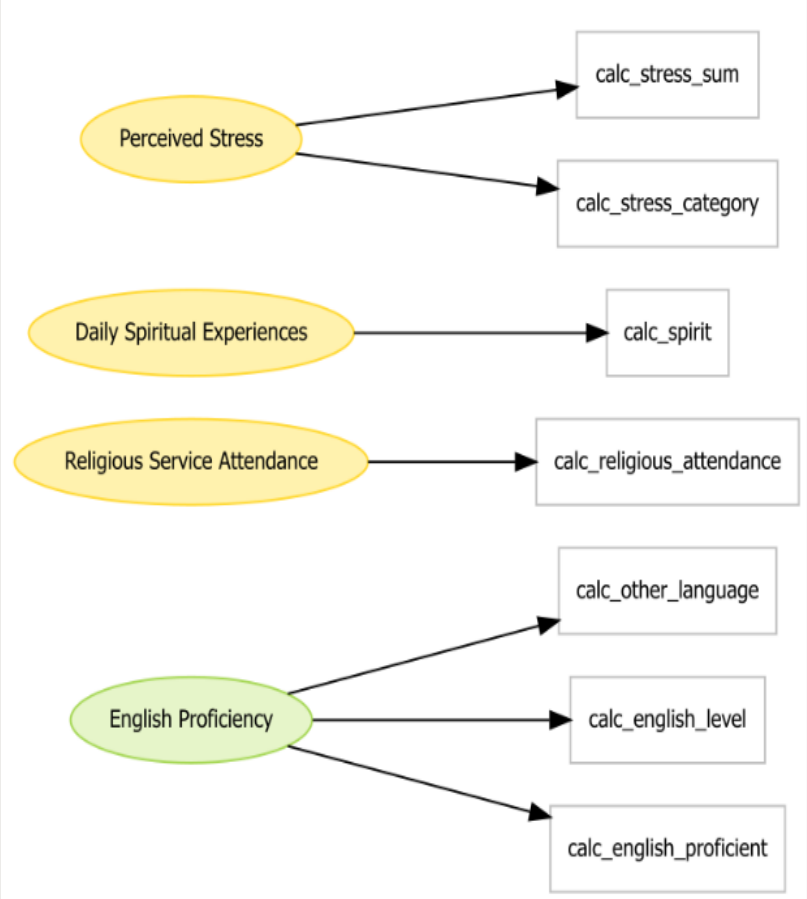 Perceived Stress
calc_stress_sum
calc_stress_category
Daily Spiritual Experiences
calc_spirit
Religious Service Attendance
calc_religious_attendance
English Proficiency
calc_other_language
calc_english_level
calc_english_proficient